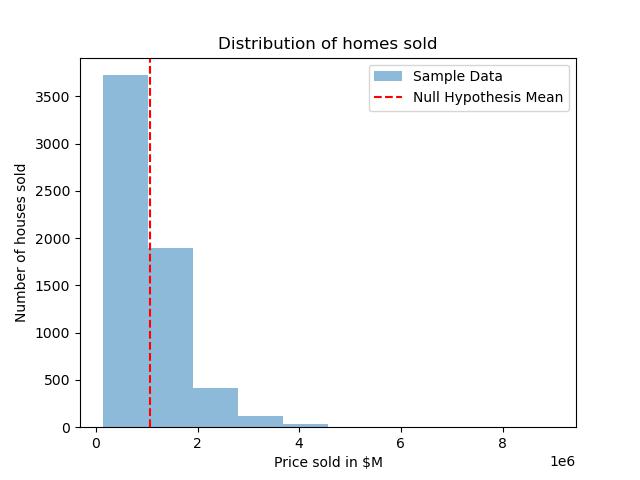 Distribution of homes sold
Sample Data
Null Hypothesis Mean
Number of houses sold
3500
3000
2500
2000
1500
1000
500
0
0 2 4 6 8
1e6
Price sold in $M